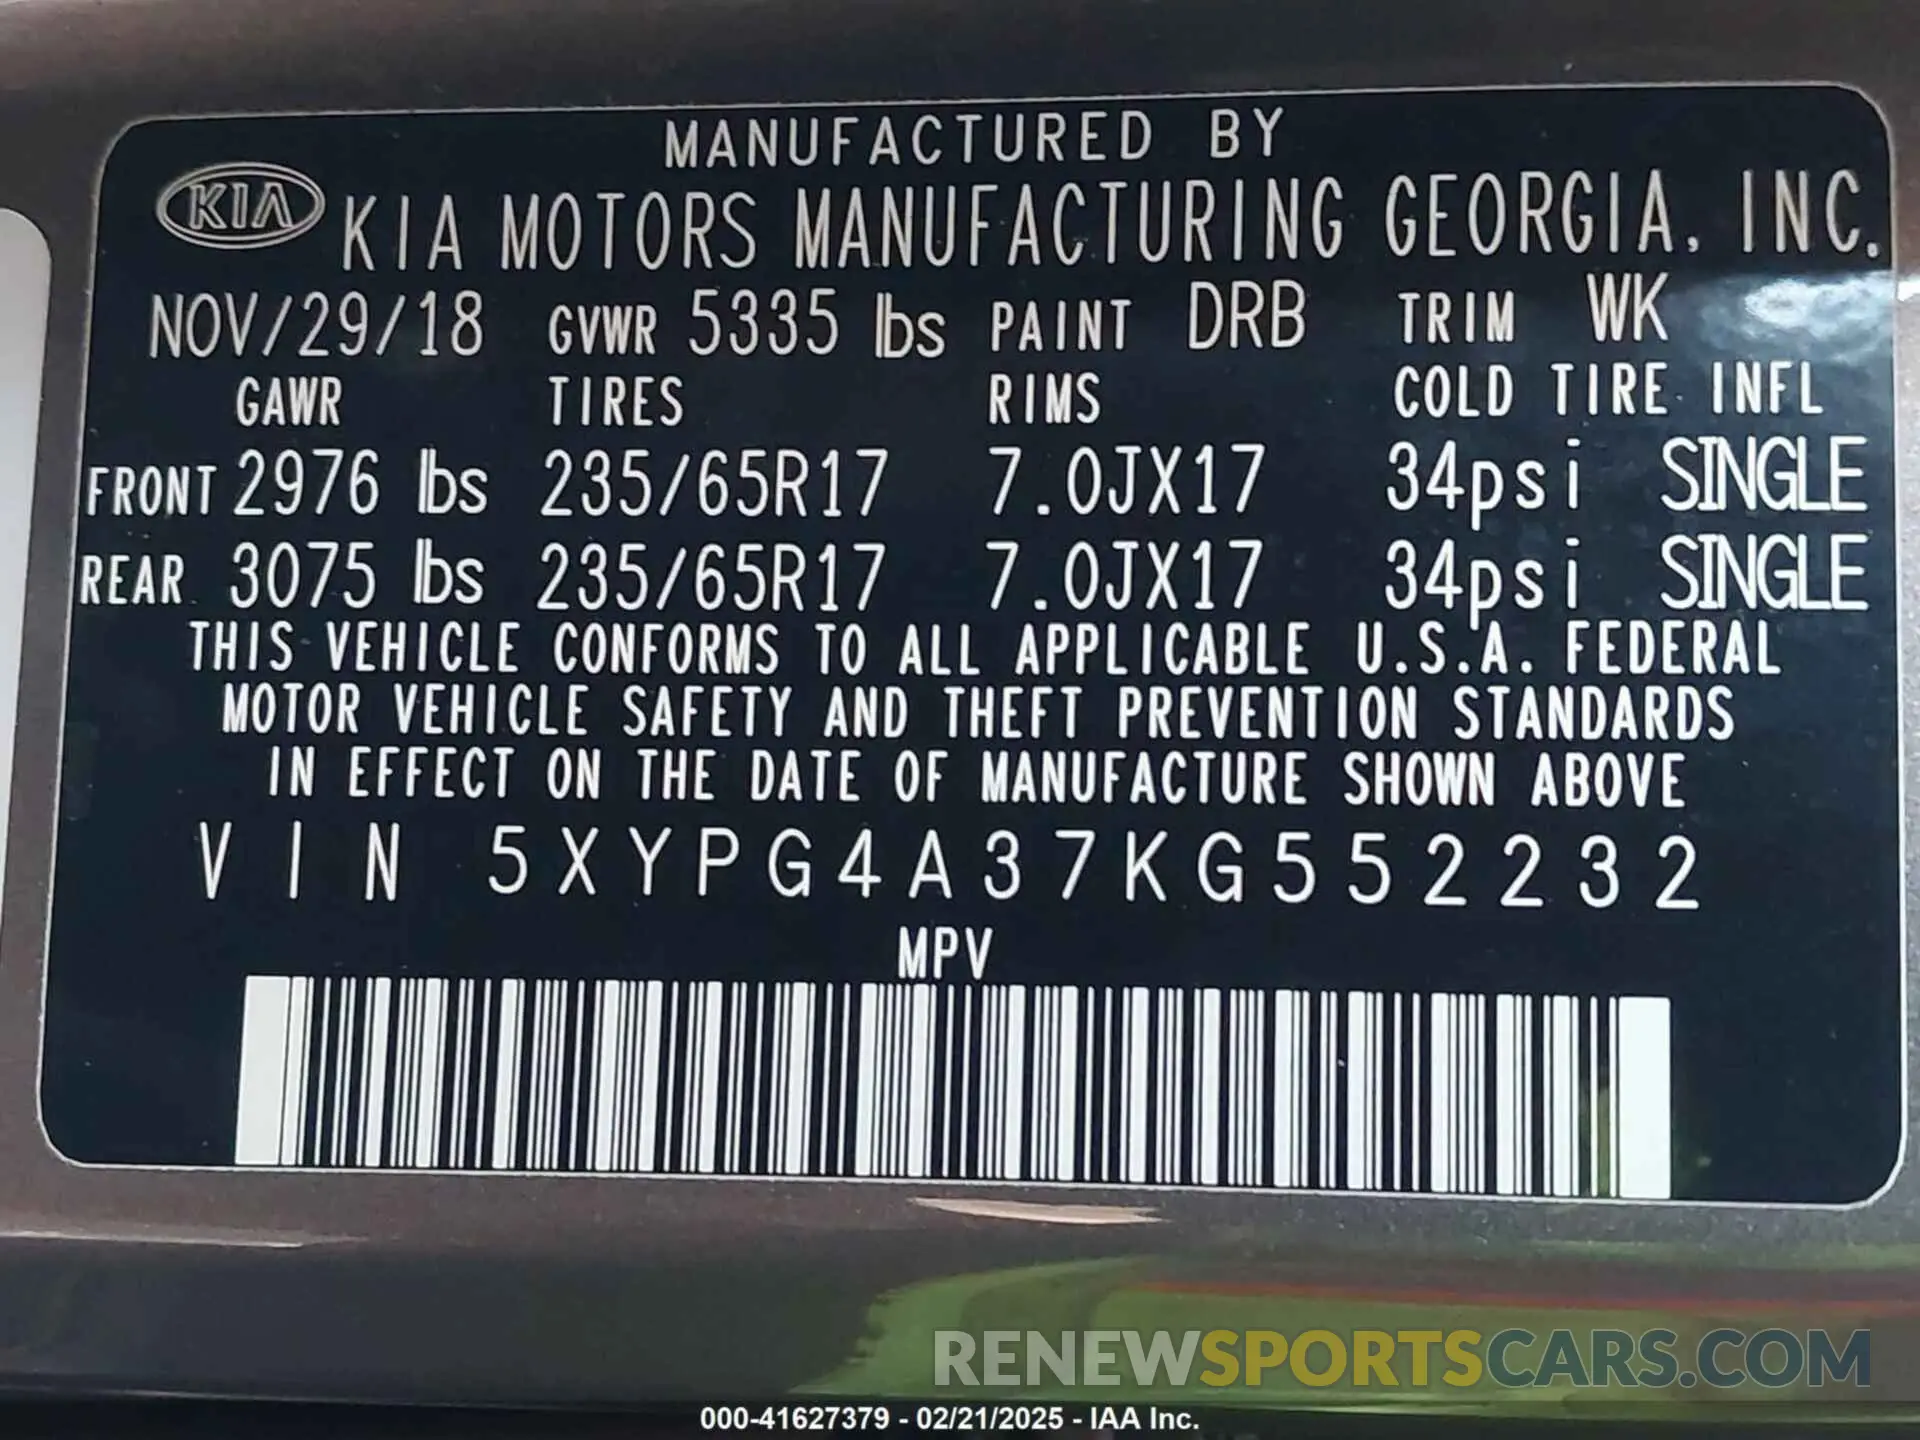 MANUFACTURED BY
KIA KIA MOTORS MANUFACTURING GEORGIA, INC.
NOV/29/18 GVWR 5335 lbs PAINT DRB TRIM WK
GAWR TIRES RIMS COLD TIRE INFL
FRONT 2976 lbs 235/65R17 7.0JX17 34psi SINGLE
REAR 3075 lbs 235/65R17 7.0JX17 34psi SINGLE
THIS VEHICLE CONFORMS TO ALL APPLICABLE U.S.A. FEDERAL
MOTOR VEHICLE SAFETY AND THEFT PREVENTION STANDARDS
IN EFFECT ON THE DATE OF MANUFACTURE SHOWN ABOVE
VIN 5XYPG4A37KG552232
MPV
RENEWSPORTSCARS.COM
000-41627379 - 02/21/2025 - IAA Inc.